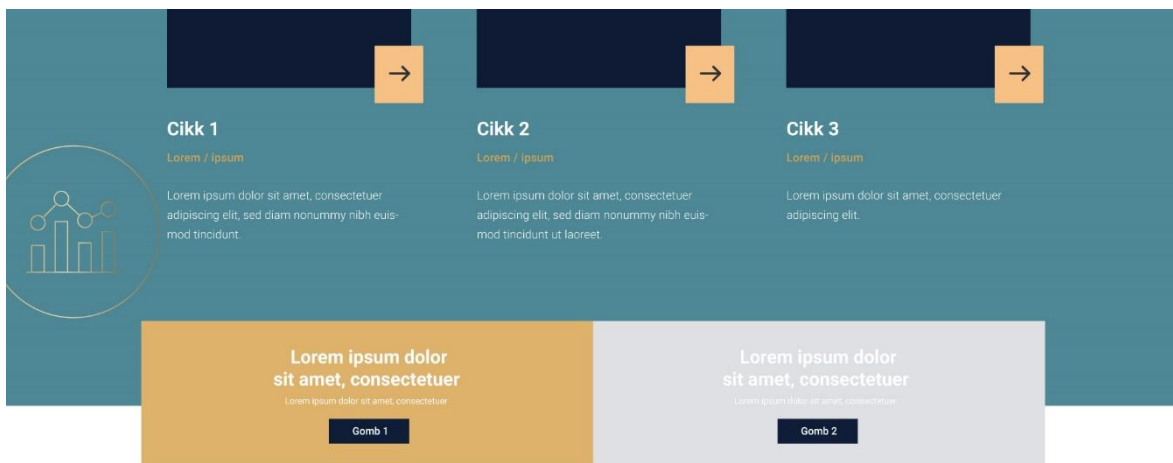 Cikk 1
Lorem / ipsum
Lorem ipsum dolor sit amet, consectetuer
adipiscing elit, sed diam nonummy nibh euis-
mod tincidunt.
Cikk 2
Lorem / ipsum
Lorem ipsum dolor sit amet, consectetuer
adipiscing elit, sed diam nonummy nibh euis-
mod tincidunt ut laoreet.
Cikk 3
Lorem / ipsum
Lorem ipsum dolor sit amet, consectetuer
adipiscing elit.
Lorem ipsum dolor
sit amet, consectetuer
Lorem ipsum dolor sit amet, consectetuer
Gomb 1
Lorem ipsum dolor
sit amet, consectetuer
Lorem ipsum dolor sit amet, consectetuer
Gomb 2